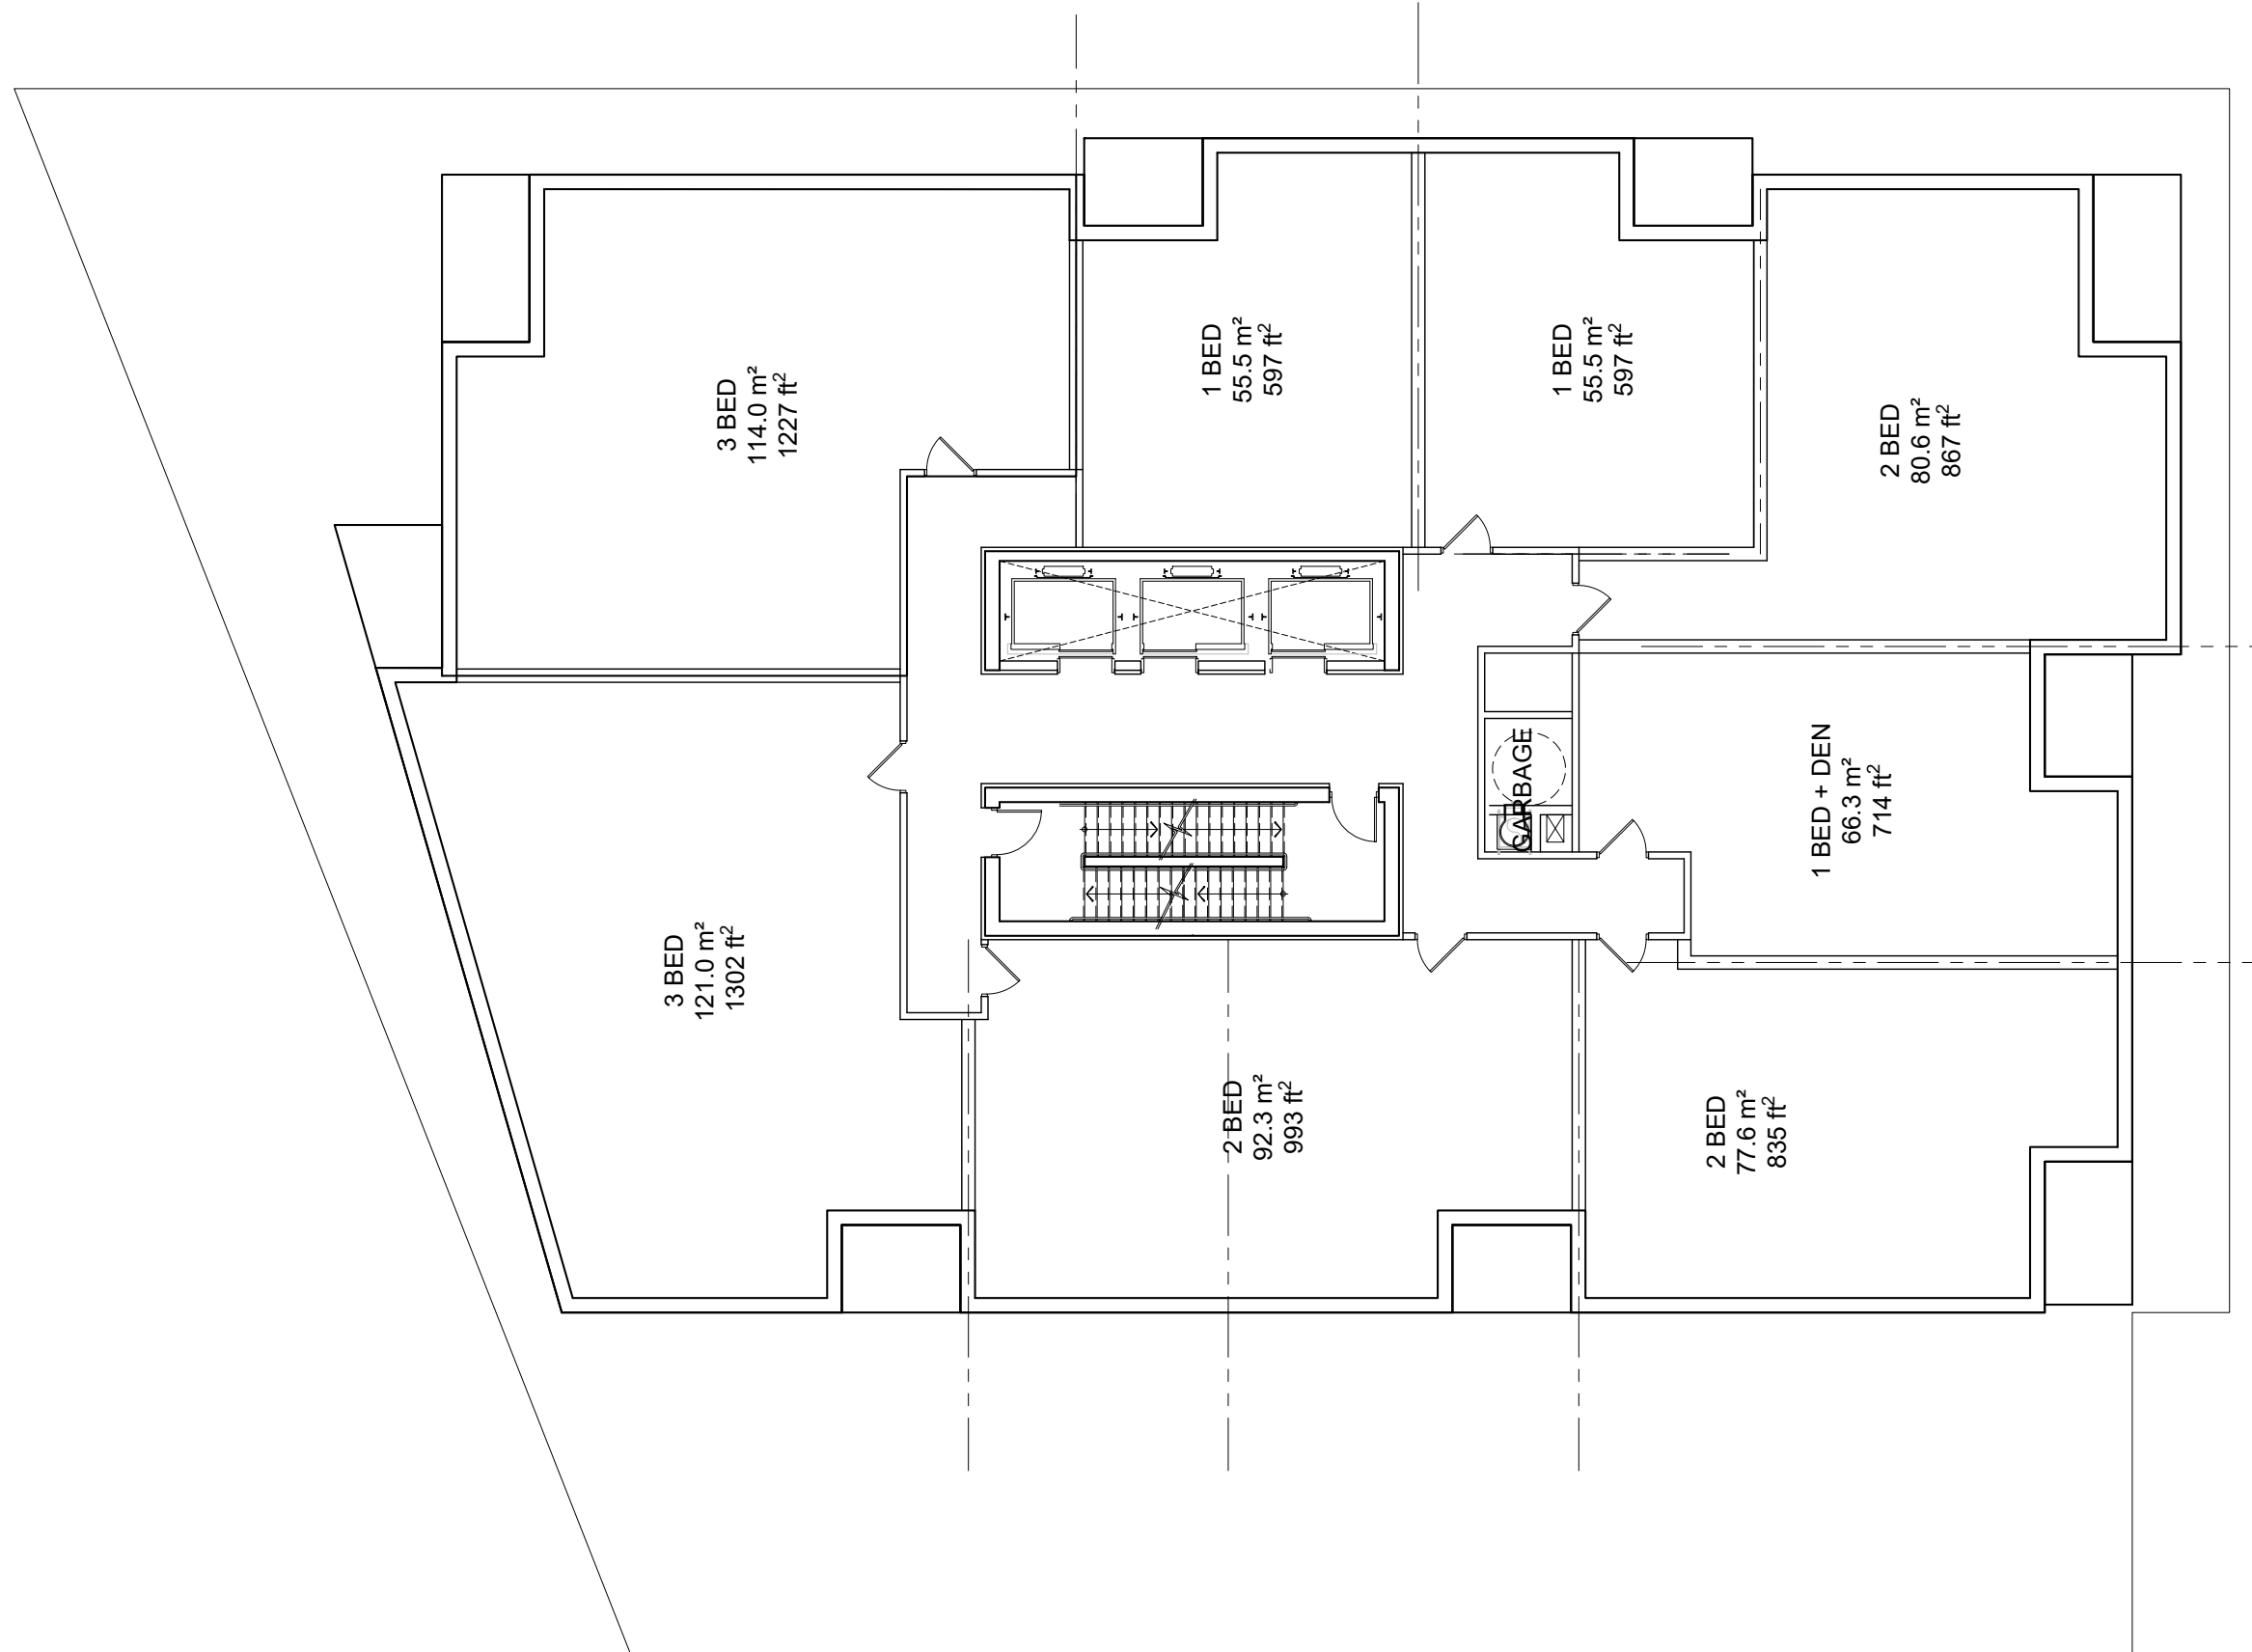 3 BED
114.0 m²
1227 ft²
1 BED
55.5 m²
597 ft²
1 BED
55.5 m²
597 ft²
2 BED
80.6 m²
867 ft²
3 BED
121.0 m²
1302 ft²
2 BED
92.3 m²
993 ft²
GARBAGE
1 BED + DEN
66.3 m²
714 ft²
2 BED
77.6 m²
835 ft²